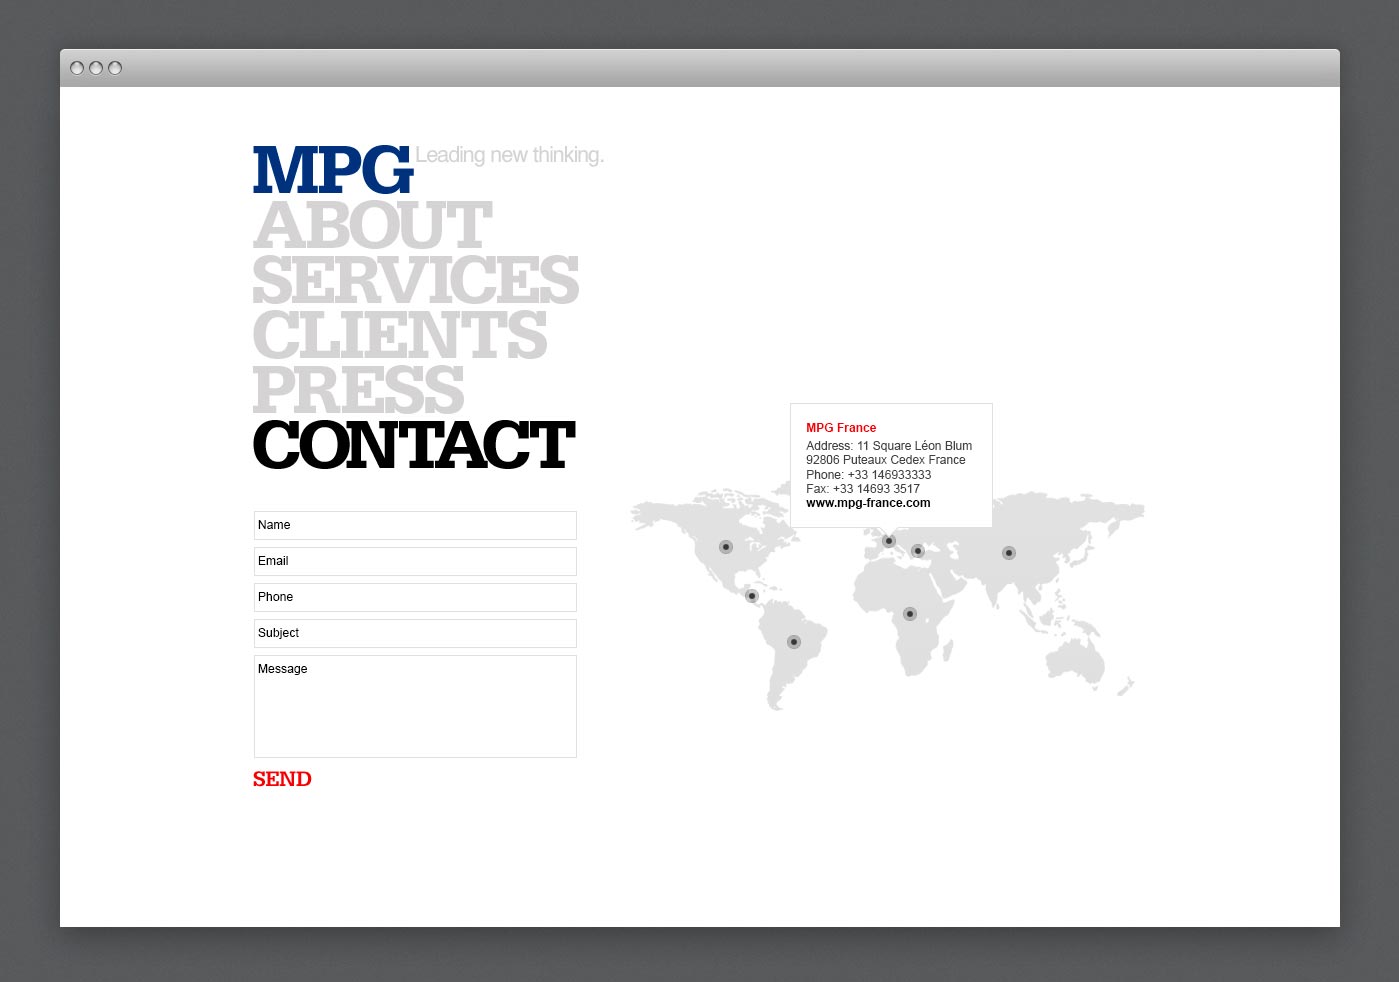 MPG Leading new thinking.
ABOUT
SERVICES
CLIENTS
PRESS
CONTACT
Name
Email
Phone
Subject
Message
SEND
MPG France
Address: 11 Square Léon Blum
92806 Puteaux Cedex France
Phone: +33 146933333
Fax: +33 14693 3517
www.mpg-france.com